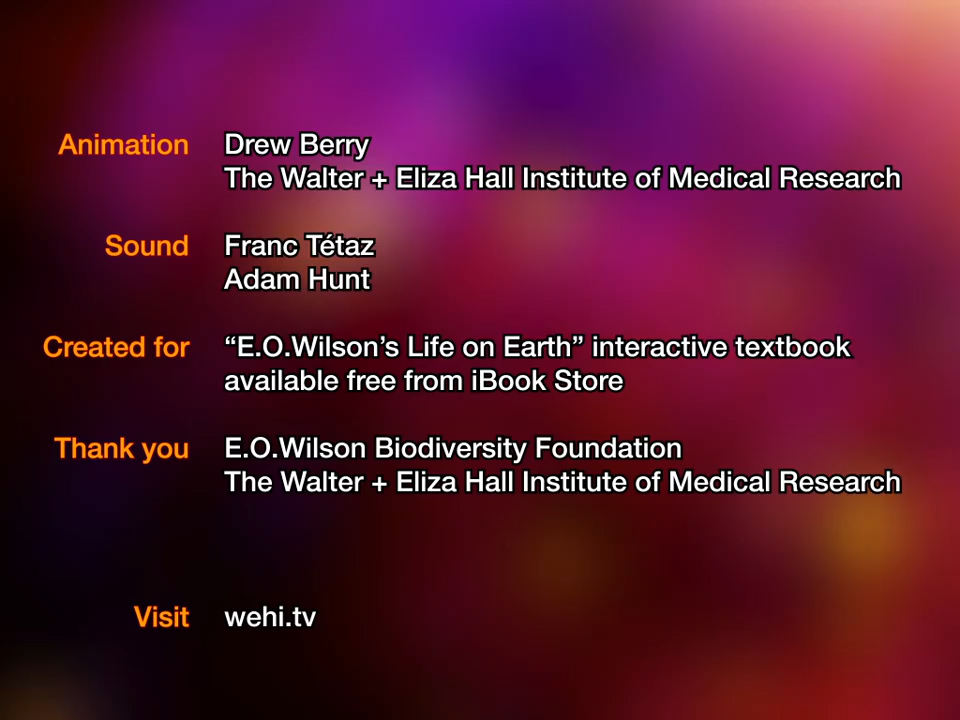 Animation Drew Berry
The Walter + Eliza Hall Institute of Medical Research
Sound Franc Tétaz
Adam Hunt
Created for “E.O.Wilson’s Life on Earth” interactive textbook
available free from iBook Store
Thank you E.O.Wilson Biodiversity Foundation
The Walter + Eliza Hall Institute of Medical Research
Visit wehi.tv